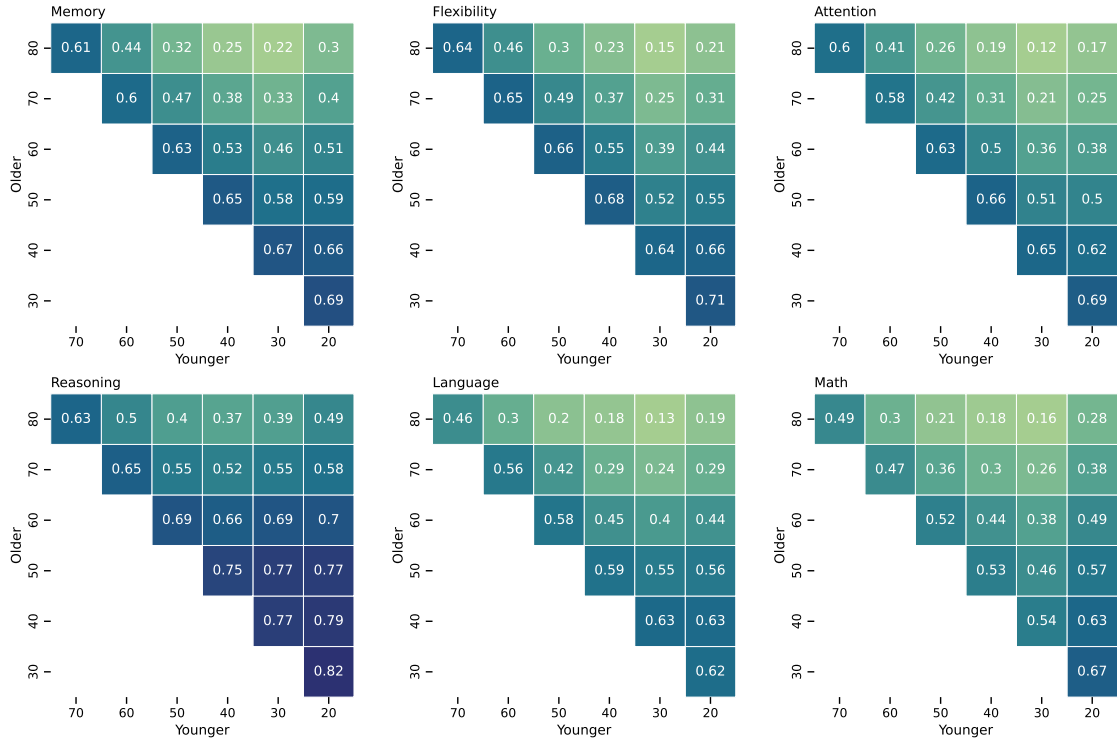 Memory
Older
80 0.61 0.44 0.32 0.25 0.22 0.3
70 0.6 0.47 0.38 0.33 0.4
60 0.63 0.53 0.46 0.51
50 0.65 0.58 0.59
40 0.67 0.66
30 0.69
70 60 50 40 30 20
Younger
Flexibility
Older
80 0.64 0.46 0.3 0.23 0.15 0.21
70 0.65 0.49 0.37 0.25 0.31
60 0.66 0.55 0.39 0.44
50 0.68 0.52 0.55
40 0.64 0.66
30 0.71
70 60 50 40 30 20
Younger
Attention
Older
80 0.6 0.41 0.26 0.19 0.12 0.17
70 0.58 0.42 0.31 0.21 0.25
60 0.63 0.5 0.36 0.38
50 0.66 0.51 0.5
40 0.65 0.62
30 0.69
70 60 50 40 30 20
Younger
Reasoning
Older
80 0.63 0.5 0.4 0.37 0.39 0.49
70 0.65 0.55 0.52 0.55 0.58
60 0.69 0.66 0.69 0.7
50 0.75 0.77 0.77
40 0.77 0.79
30 0.82
70 60 50 40 30 20
Younger
Language
Older
80 0.46 0.3 0.2 0.18 0.13 0.19
70 0.56 0.42 0.29 0.24 0.29
60 0.58 0.45 0.4 0.44
50 0.59 0.55 0.56
40 0.63 0.63
30 0.62
70 60 50 40 30 20
Younger
Math
Older
80 0.49 0.3 0.21 0.18 0.16 0.28
70 0.47 0.36 0.3 0.26 0.38
60 0.52 0.44 0.38 0.49
50 0.53 0.46 0.57
40 0.54 0.63
30 0.67
70 60 50 40 30 20
Younger